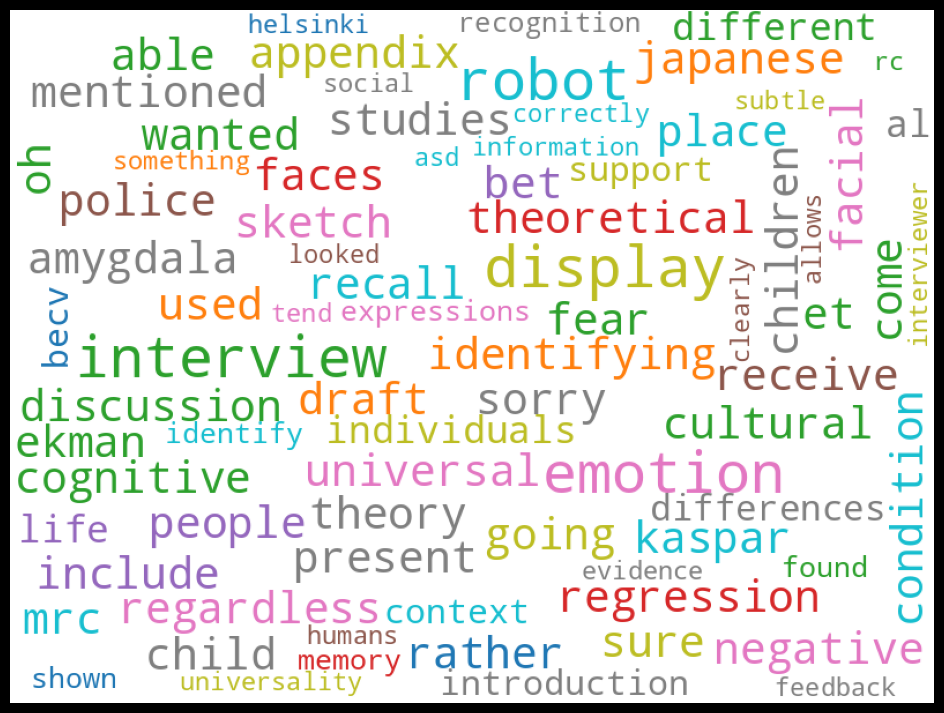 helsinki
recognition
different
able
appendix
japanese
rc
mentioned
social
robot
subtle
studies
correctly
al
wanted
place
facial
oh
something
asd
information
faces
bet
support
children
police
sketch
theoretical
allows
interviewer
amygdala
looked
display
recall
clearly
come
used
tend
expressions
fear
et
becv
interview
identifying
receive
discussion
draft
sorry
cultural
condition
ekman
identify
individuals
cognitive
universal
emotion
life
people
theory
differences
going
kaspar
include
present
evidence
found
mrc
regardless
context
regression
child
humans
memory
rather
sure
negative
shown
universality
introduction
feedback